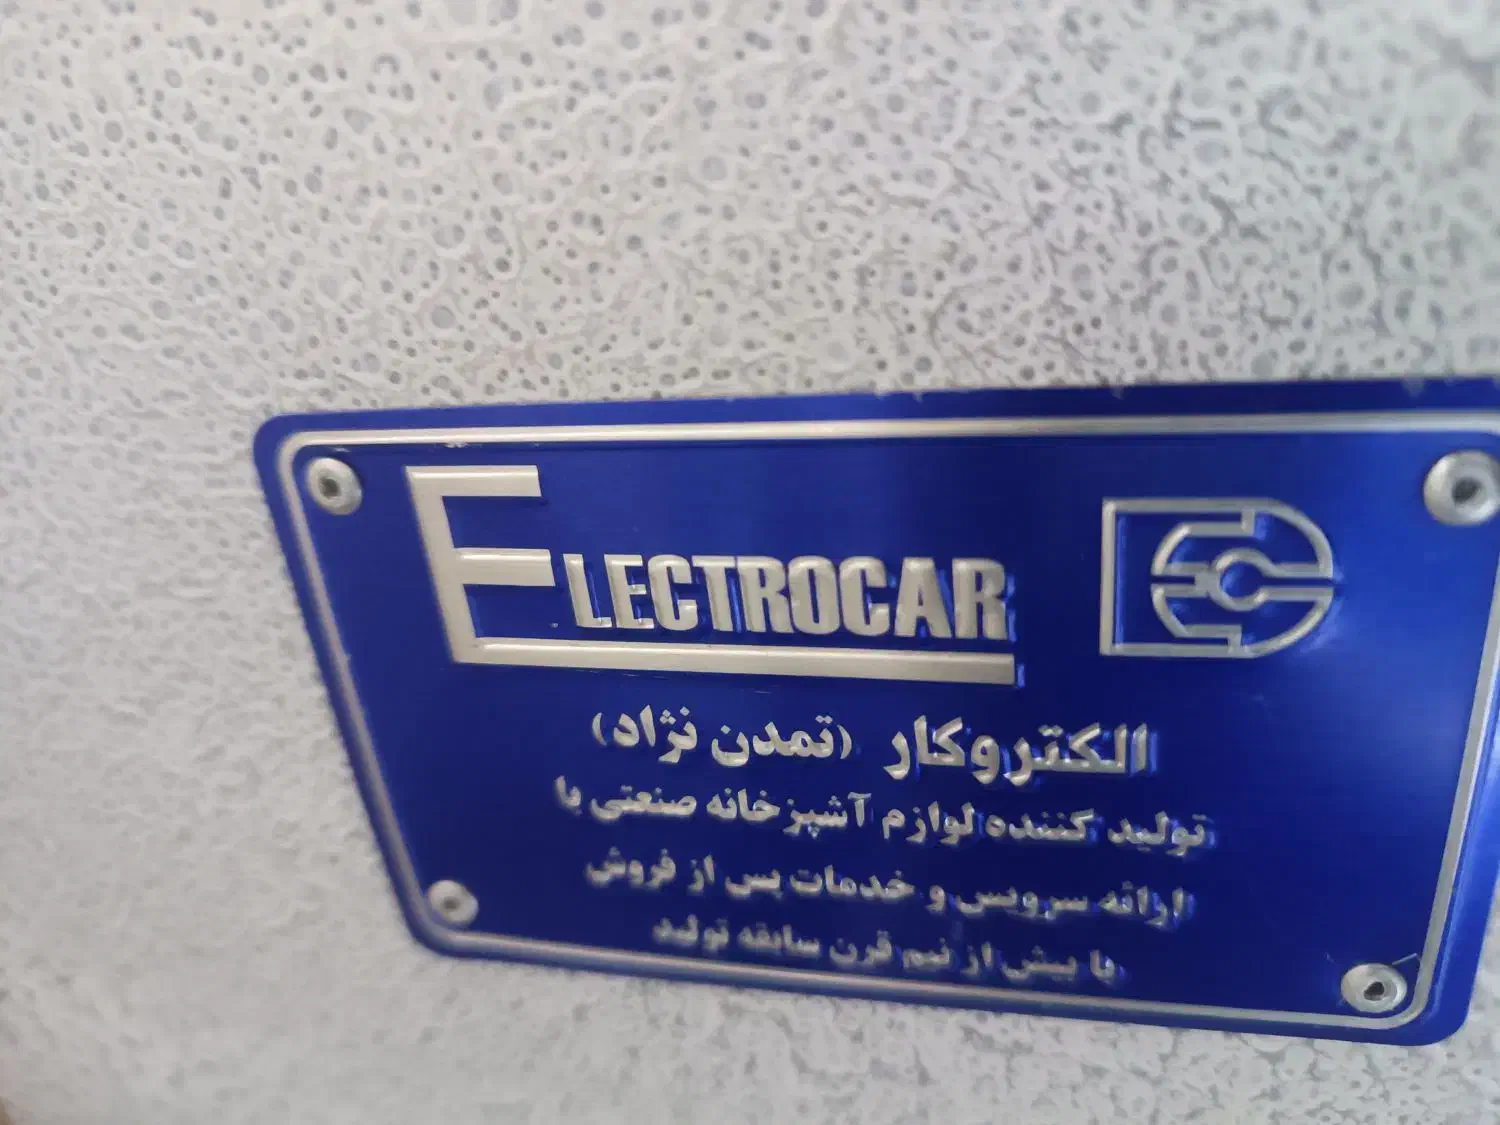 ELECTROCAR
الکتروکار (تمدن نژاد)
تولید کننده لوازم آشپزخانه صنعتی با
ارائه سرویس و خدمات پس از فروش
با بیش از نیم قرن سابقه تولید